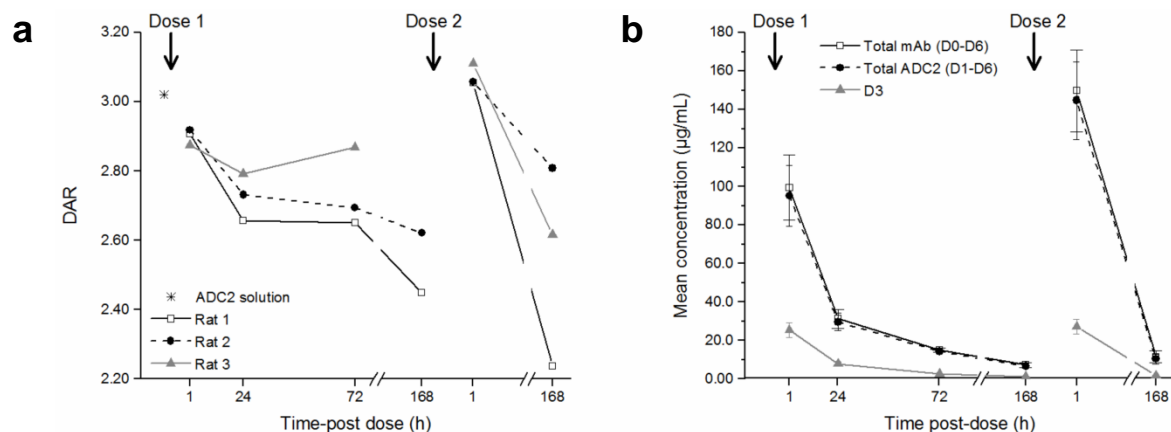 a
Dose 1
Dose 2
3.20
3.00
2.80
2.60
2.40
2.20
DAR
ADC2 solution
Rat 1
Rat 2
Rat 3
1
24
72
168
1
168
Time-post dose (h)
b
Dose 1
Dose 2
Total mAb (D0-D6)
Total ADC2 (D1-D6)
D3
180
160
140
120
100
80.0
60.0
40.0
20.0
0.00
Mean concentration (µg/mL)
1
24
72
168
1
168
Time post-dose (h)